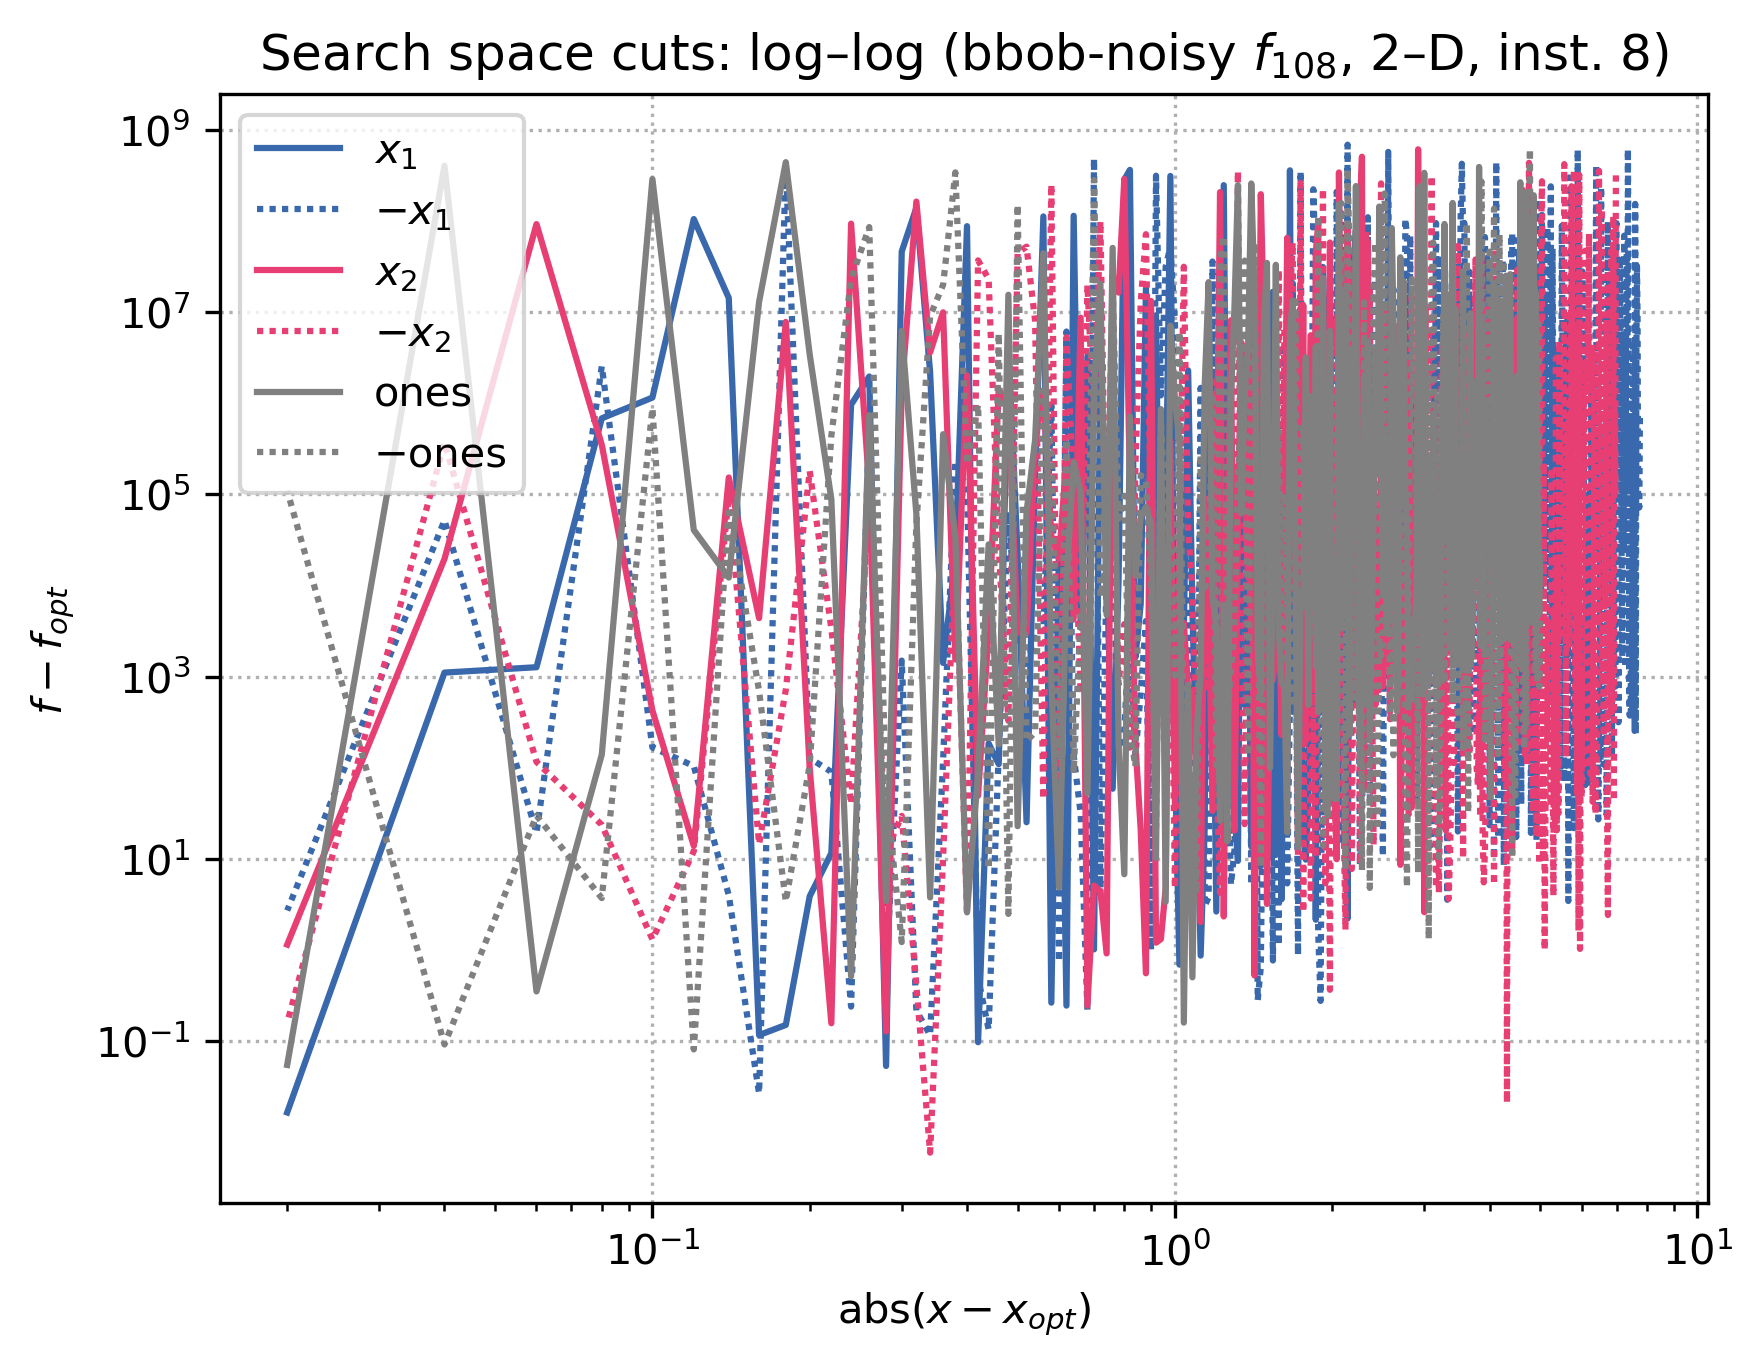 Search space cuts: log–log (bbob-noisy $f_{108}$, 2–D, inst. 8)
$10^9$
$10^7$
$10^5$
$10^3$
$10^1$
$10^{-1}$
$f - f_{opt}$
$x_1$
$-x_1$
$x_2$
$-x_2$
ones
−ones
$10^{-1}$
$10^0$
$10^1$
abs($x - x_{opt}$)